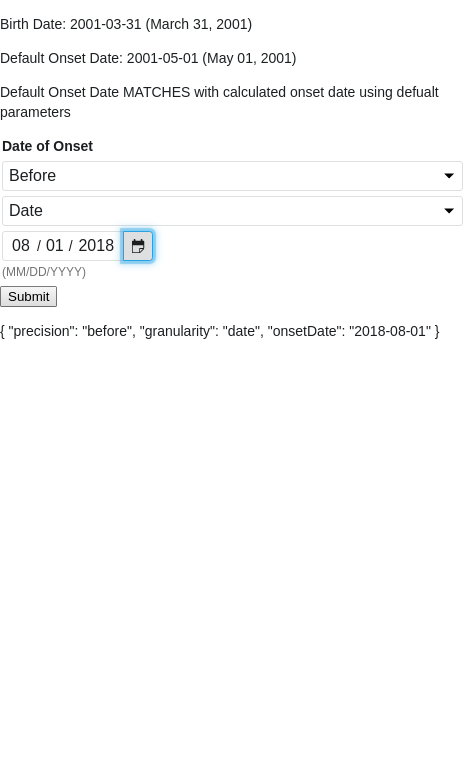 Birth Date: 2001-03-31 (March 31, 2001)
Default Onset Date: 2001-05-01 (May 01, 2001)
Default Onset Date MATCHES with calculated onset date using defualt
parameters
Date of Onset
Before
Date
08 / 01 / 2018
(MM/DD/YYYY)
Submit
{ "precision": "before", "granularity": "date", "onsetDate": "2018-08-01" }